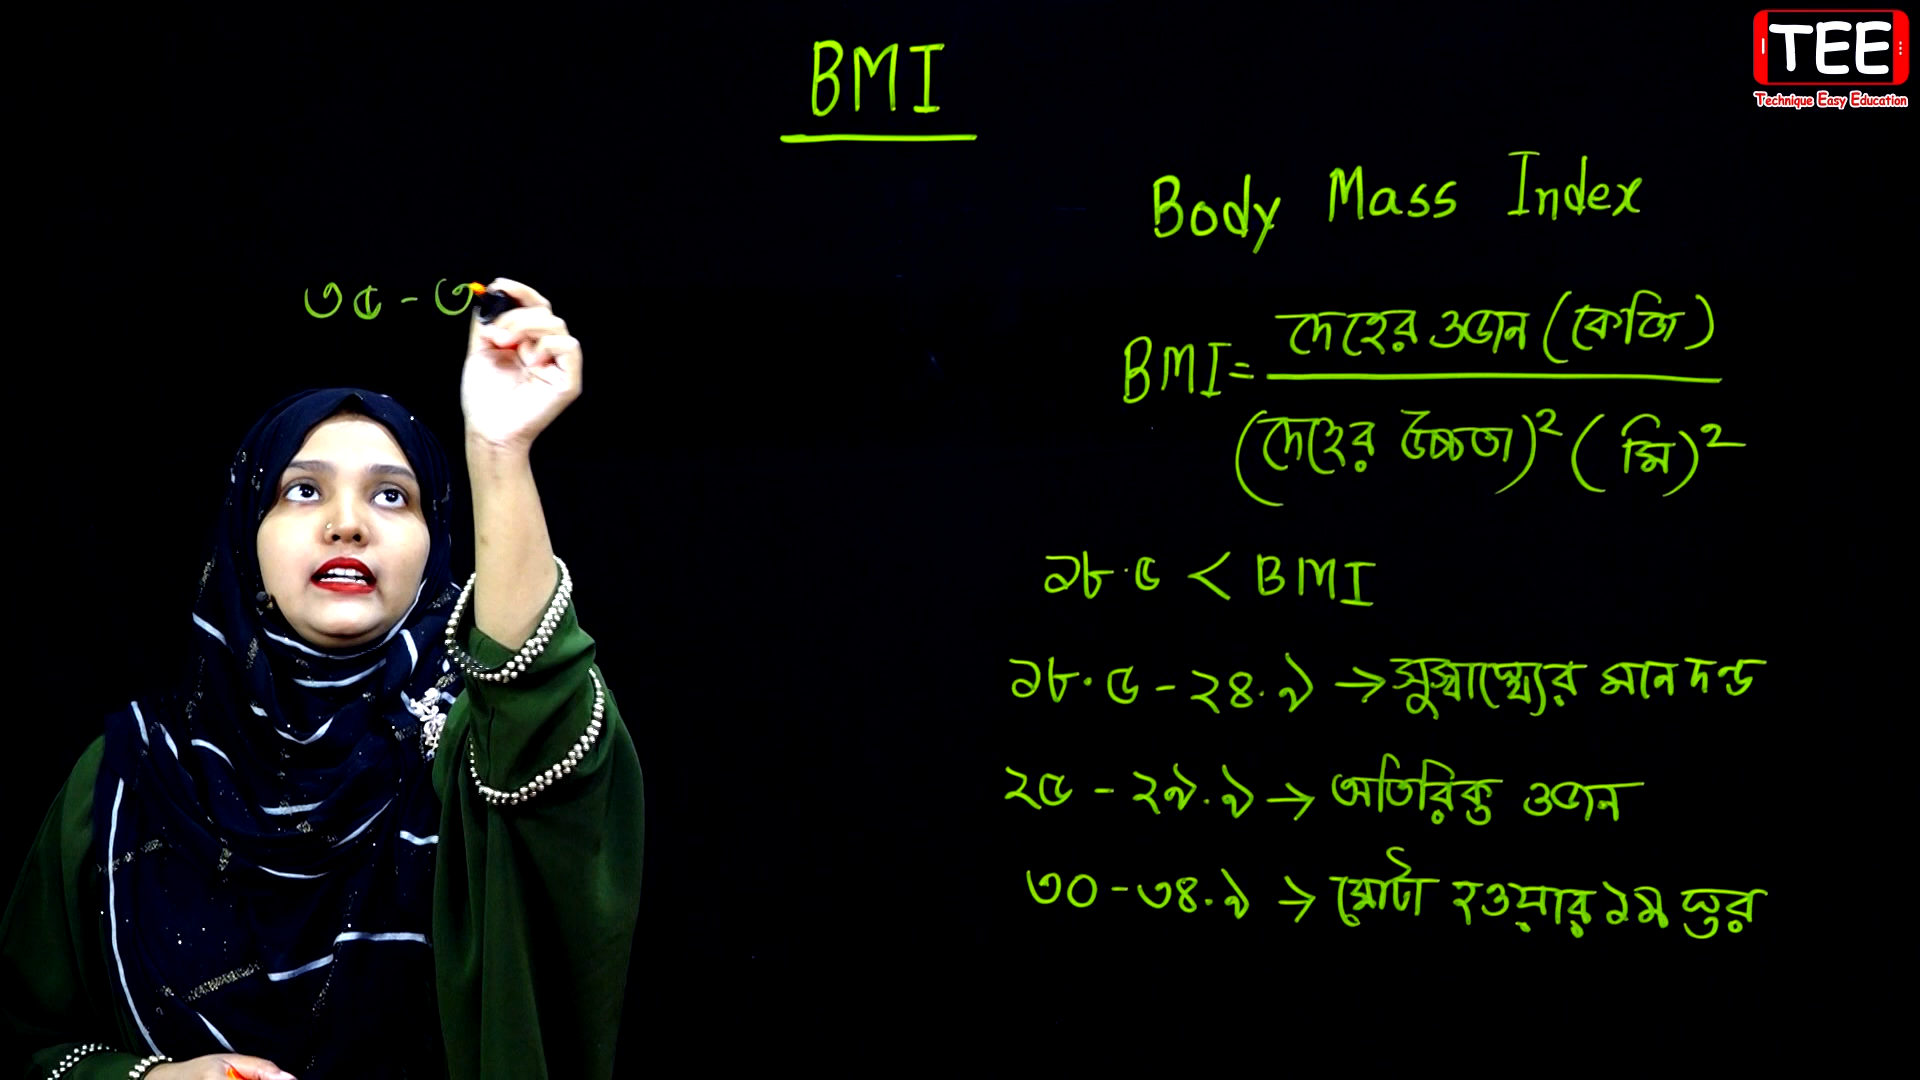 BMI
TEE
Technique Easy Education
Body Mass Index
BMI = দেহের ওজন (কেজি)
(দেহের উচ্চতা)² (মি)²
১৮.৫ < BMI
১৮.৫ - ২৪.৯ → সুস্বাস্থ্যের মানদন্ড
২৫ - ২৯.৯ → অতিরিক্ত ওজন
৩০ - ৩৪.৯ → মোটা হওয়ার ১ম স্তর
৩৫ - ৩